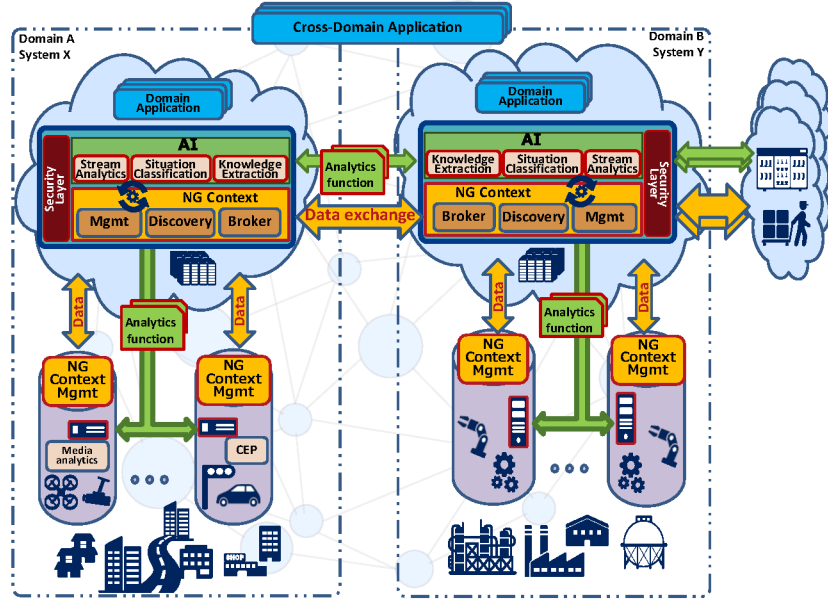 Cross-Domain Application
Domain A
System X
Domain B
System Y
Domain
Application
Domain
Application
Security
Layer
AI
Stream
Analytics
Situation
Classification
Knowledge
Extraction
NG Context
Mgmt
Discovery
Broker
Analytics
function
Data exchange
AI
Knowledge
Extraction
Situation
Classification
Stream
Analytics
NG Context
Broker
Discovery
Mgmt
Security
Layer
Data
Analytics
function
Data
Data
Analytics
function
Data
NG
Context
Mgmt
NG
Context
Mgmt
NG
Context
Mgmt
NG
Context
Mgmt
Media
analytics
CEP
SHOP